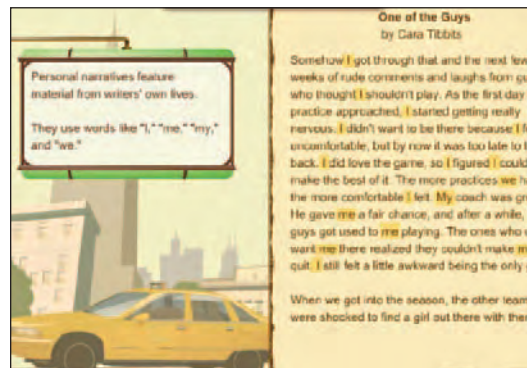 Personal narratives feature
material from writers' own lives.
They use words like "I," "me," "my,"
and "we."
One of the Guys
by Cara Tibbits
Somehow I got through that and the next few
weeks of rude comments and laughs from
who thought I shouldn't play. As the first day
practice approached, I started getting really
nervous. I didn't want to be there because I
uncomfortable, but by now it was too late to
back. I did love the game, so I figured I could
make the best of it. The more practices we
the more comfortable I felt. My coach was
He gave me a fair chance, and after a while,
guys got used to me playing. The ones who
want me there realized they couldn't make
quit. I still felt a little awkward being the only
When we got into the season, the other
were shocked to find a girl out there with